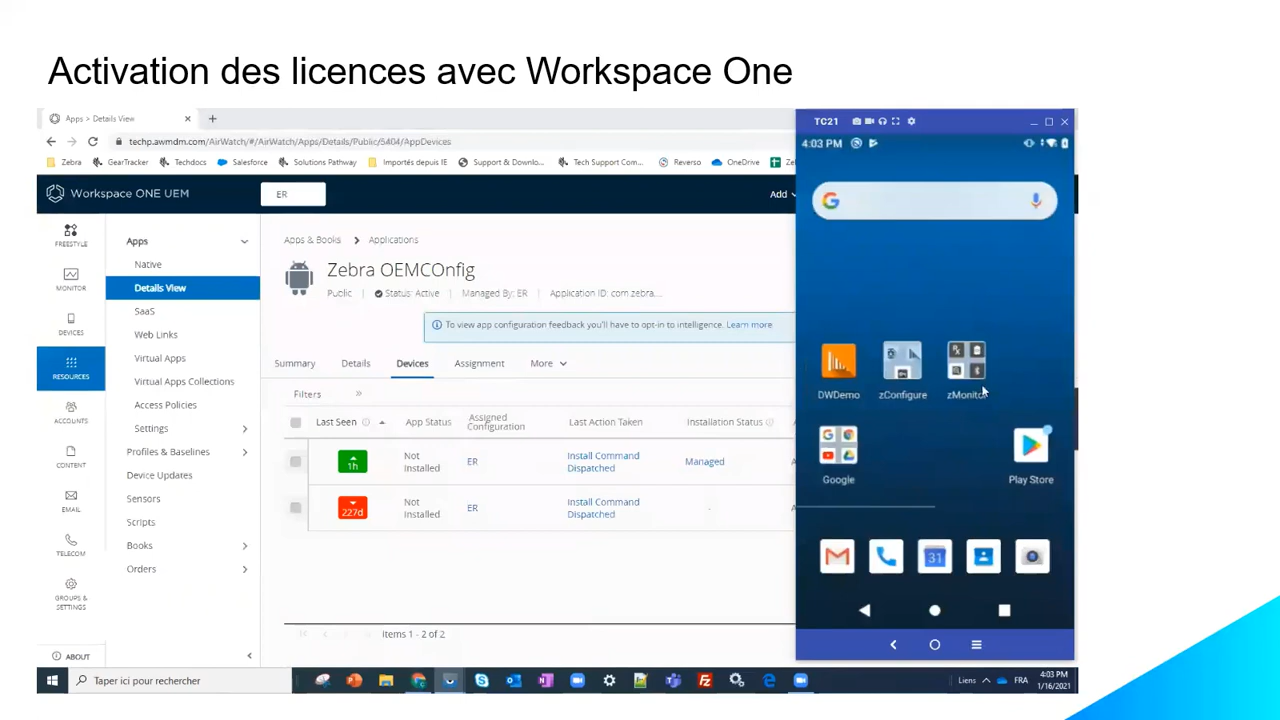 Activation des licences avec Workspace One
Apps > Details View
techp.awmdm.com/AirWatch/#/AirWatch/Apps/Details/Public/5404/AppDevices
Zebra GearTracker Techdocs Salesforce Solutions Pathway Importés depuis IE Support & Downlo... Tech Support Com... Reverso OneDrive Zeb
Workspace ONE UEM
ER
Add
FREESTYLE
MONITOR
DEVICES
RESOURCES
ACCOUNTS
CONTENT
EMAIL
TELECOM
GROUPS & SETTINGS
ABOUT
Apps
Native
Details View
SaaS
Web Links
Virtual Apps
Virtual Apps Collections
Access Policies
Settings
Profiles & Baselines
Device Updates
Sensors
Scripts
Books
Orders
Apps & Books > Applications
Zebra OEMCOnfig
Public Status: Active Managed By: ER Application ID: com.zebra....
To view app configuration feedback you'll have to opt-in to intelligence. Learn more
Summary Details Devices Assignment More
Filters »
Last Seen App Status Assigned Configuration Last Action Taken Installation Status
1h Not Installed ER Install Command Dispatched Managed
227d Not Installed ER Install Command Dispatched -
Items 1 - 2 of 2
TC21
4:03 PM
DWDemo zConfigure zMonitor
Google Play Store
31
Taper ici pour rechercher
Liens FRA 4:03 PM
1/16/2021